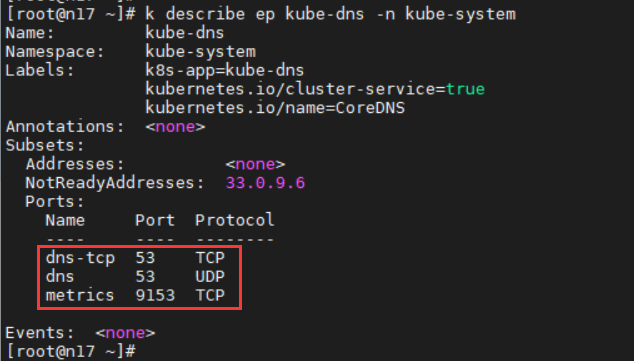 [root@n17 ~]#
[root@n17 ~]# k describe ep kube-dns -n kube-system
Name:         kube-dns
Namespace:    kube-system
Labels:       k8s-app=kube-dns
              kubernetes.io/cluster-service=true
              kubernetes.io/name=CoreDNS
Annotations:  <none>
Subsets:
  Addresses:          <none>
  NotReadyAddresses:  33.0.9.6
  Ports:
    Name     Port  Protocol
    ----     ----  --------
    dns-tcp  53    TCP
    dns      53    UDP
    metrics  9153  TCP
Events:  <none>
[root@n17 ~]#